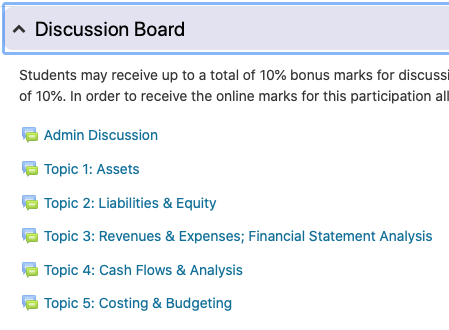 Discussion Board
Students may receive up to a total of 10% bonus marks for
of 10%. In order to receive the online marks for this participation
Admin Discussion
Topic 1: Assets
Topic 2: Liabilities & Equity
Topic 3: Revenues & Expenses; Financial Statement Analysis
Topic 4: Cash Flows & Analysis
Topic 5: Costing & Budgeting